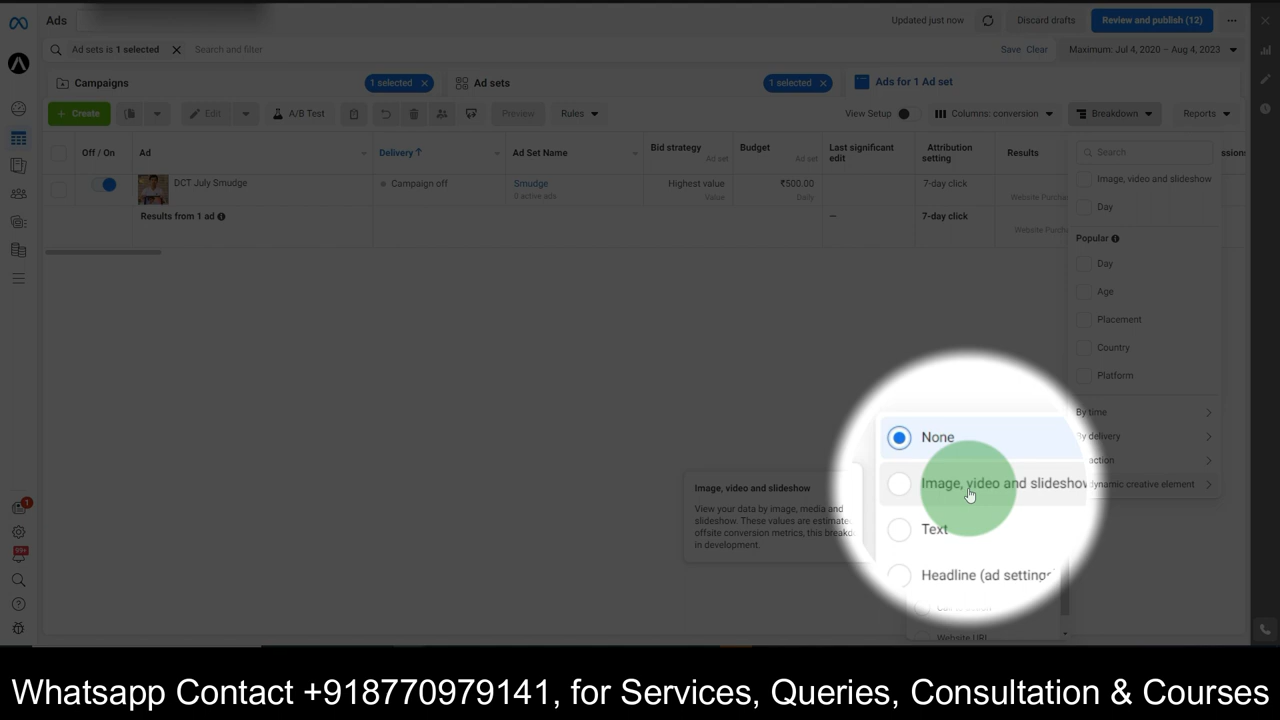 Ads
Updated just now
Discard drafts
Review and publish (12)
Ad sets is 1 selected
Search and filter
Save Clear
Maximum: Jul 4, 2020 – Aug 4, 2023
Campaigns
1 selected
Ad sets
1 selected
Ads for 1 Ad set
+ Create
Edit
A/B Test
Preview
Rules
View Setup
Columns: conversion
Breakdown
Reports
Off / On
Ad
Delivery ↑
Ad Set Name
Bid strategy
Ad set
Budget
Ad set
Last significant
edit
Attribution
setting
Results
DCT July Smudge
Campaign off
Smudge
0 active ads
Highest value
Value
₹500.00
Daily
7-day click
Website Purcha
Results from 1 ad
—
7-day click
Website Purcha
Search
Image, video and slideshow
Day
Popular
Day
Age
Placement
Country
Platform
By time
By delivery
action
dynamic creative element
None
Image, video and slideshow
Text
Headline (ad settings
Website URL
Image, video and slideshow
View your data by image, media and
slideshow. These values are estimate
offsite conversion metrics, this breakd
in development.
1
99+
Whatsapp Contact +918770979141, for Services, Queries, Consultation & Courses